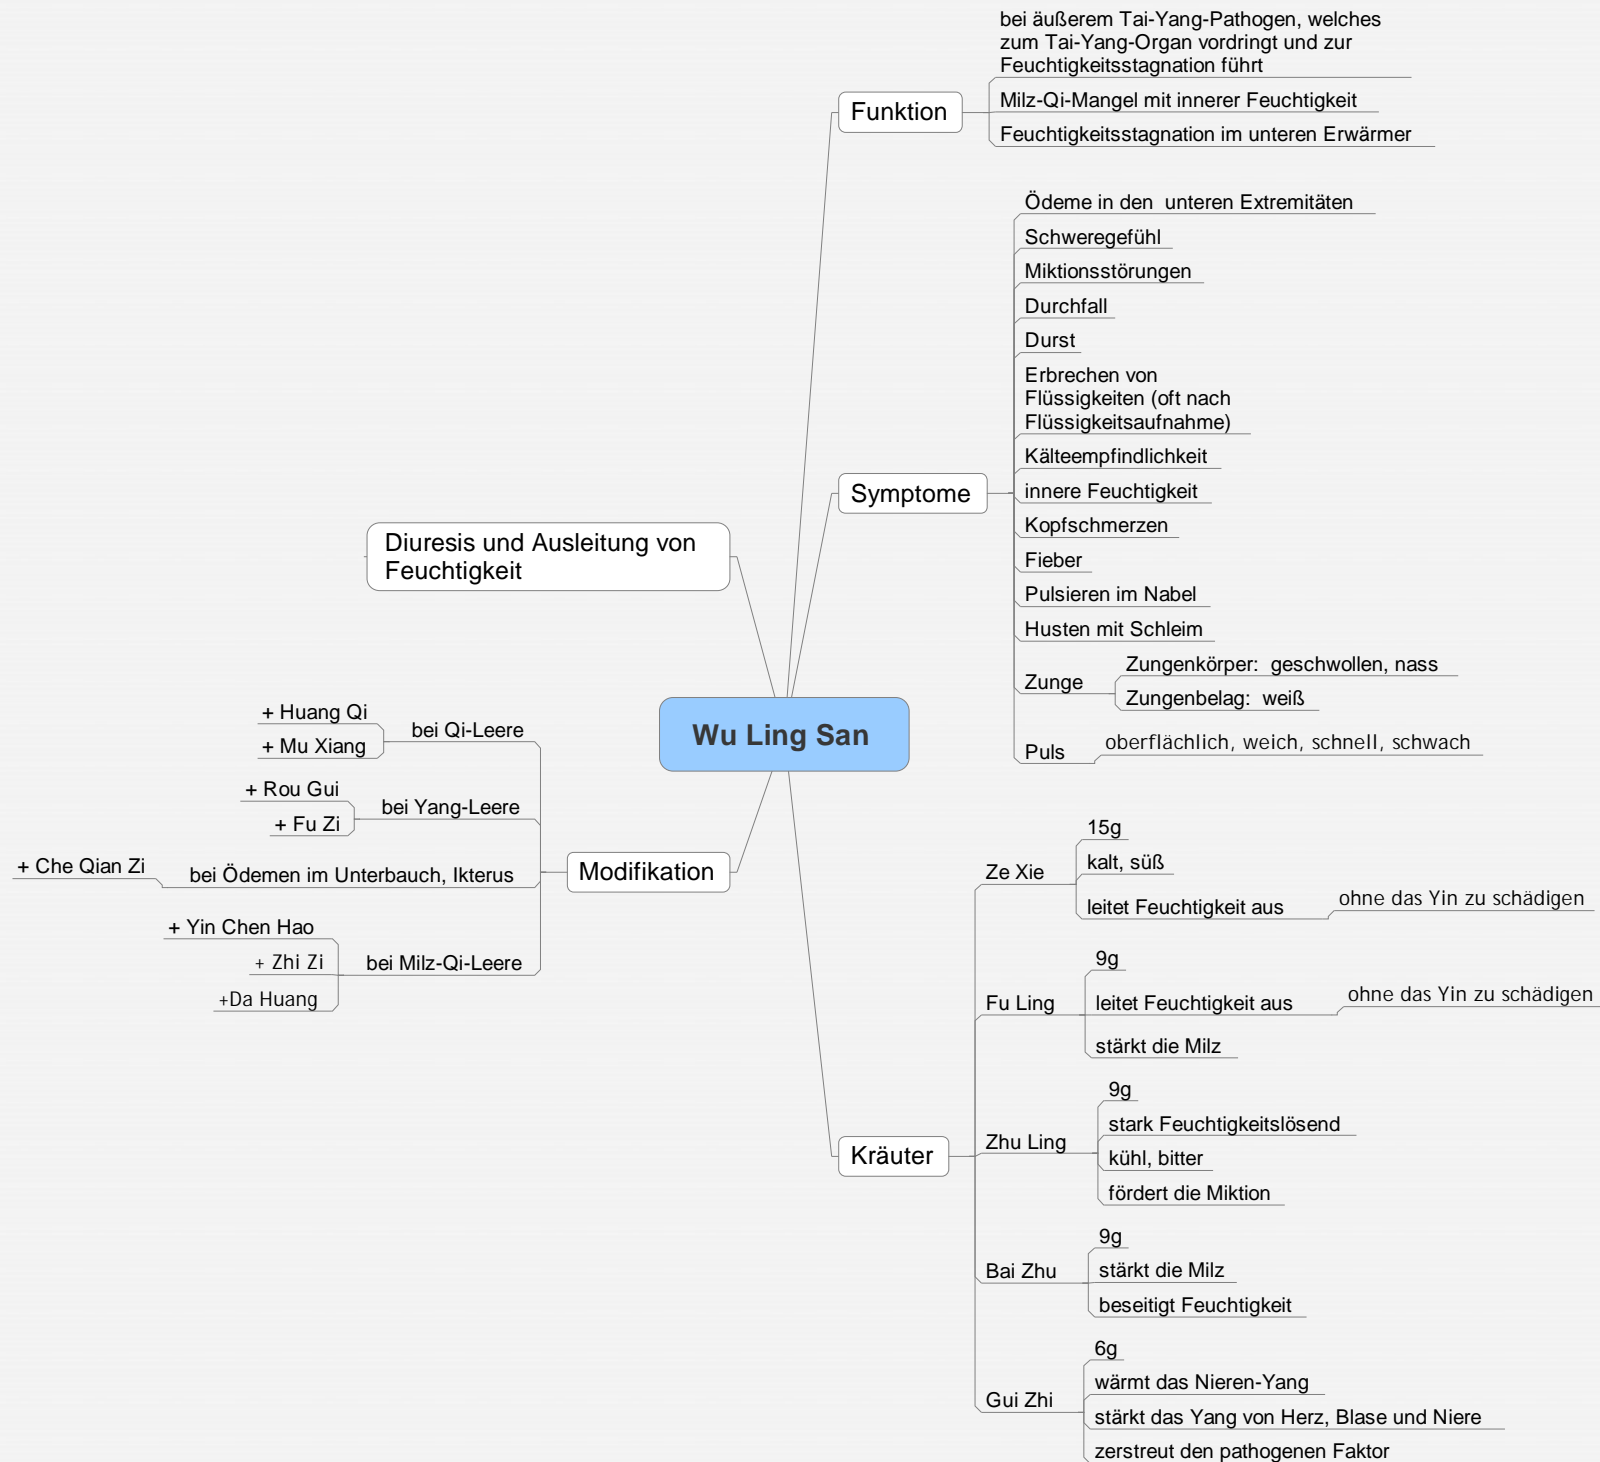 Wu Ling San
Funktion
bei äußerem Tai-Yang-Pathogen, welches
zum Tai-Yang-Organ vordringt und zur
Feuchtigkeitsstagnation führt
Milz-Qi-Mangel mit innerer Feuchtigkeit
Feuchtigkeitsstagnation im unteren Erwärmer
Symptome
Ödeme in den unteren Extremitäten
Schweregefühl
Miktionsstörungen
Durchfall
Durst
Erbrechen von
Flüssigkeiten (oft nach
Flüssigkeitsaufnahme)
Kälteempfindlichkeit
innere Feuchtigkeit
Kopfschmerzen
Fieber
Pulsieren im Nabel
Husten mit Schleim
Zunge
Zungenkörper: geschwollen, nass
Zungenbelag: weiß
Puls
oberflächlich, weich, schnell, schwach
Kräuter
Ze Xie
15g
kalt, süß
leitet Feuchtigkeit aus
ohne das Yin zu schädigen
Fu Ling
9g
leitet Feuchtigkeit aus
ohne das Yin zu schädigen
stärkt die Milz
Zhu Ling
9g
stark Feuchtigkeitslösend
kühl, bitter
fördert die Miktion
Bai Zhu
9g
stärkt die Milz
beseitigt Feuchtigkeit
Gui Zhi
6g
wärmt das Nieren-Yang
stärkt das Yang von Herz, Blase und Niere
zerstreut den pathogenen Faktor
Diuresis und Ausleitung von
Feuchtigkeit
Modifikation
bei Qi-Leere
+ Huang Qi
+ Mu Xiang
bei Yang-Leere
+ Rou Gui
+ Fu Zi
bei Ödemen im Unterbauch, Ikterus
+ Che Qian Zi
bei Milz-Qi-Leere
+ Yin Chen Hao
+ Zhi Zi
+Da Huang